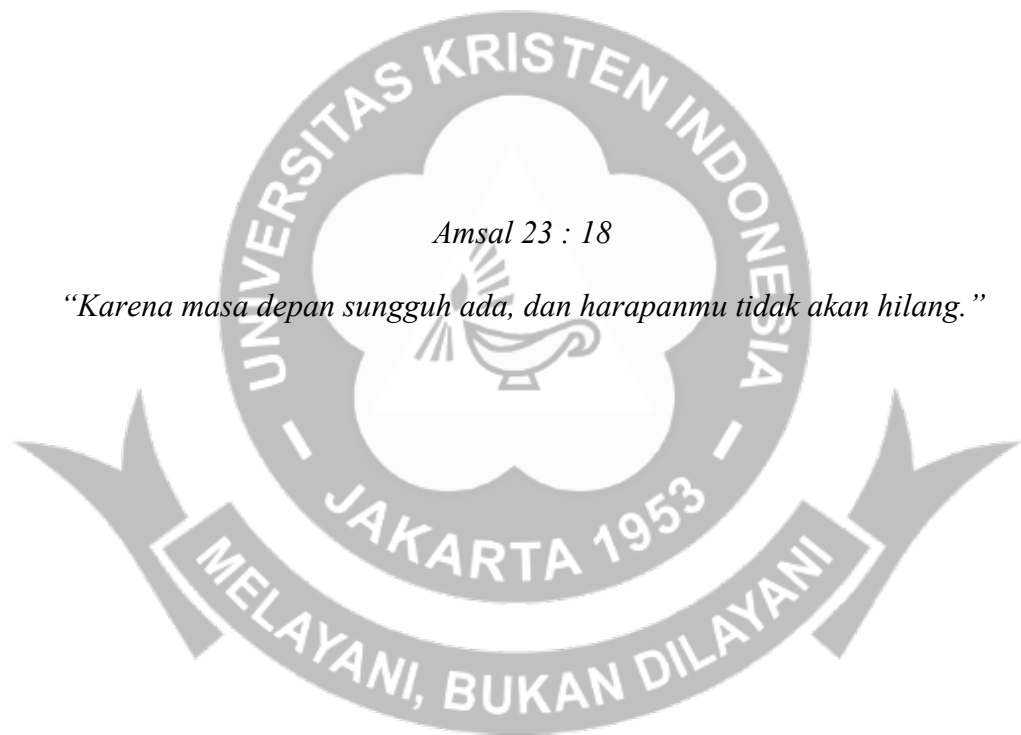 UNIVERSITAS KRISTEN INDONESIA
Amsal 23 : 18
“Karena masa depan sungguh ada, dan harapanmu tidak akan hilang.”
– JAKARTA 1953 –
MELAYANI, BUKAN DILAYANI